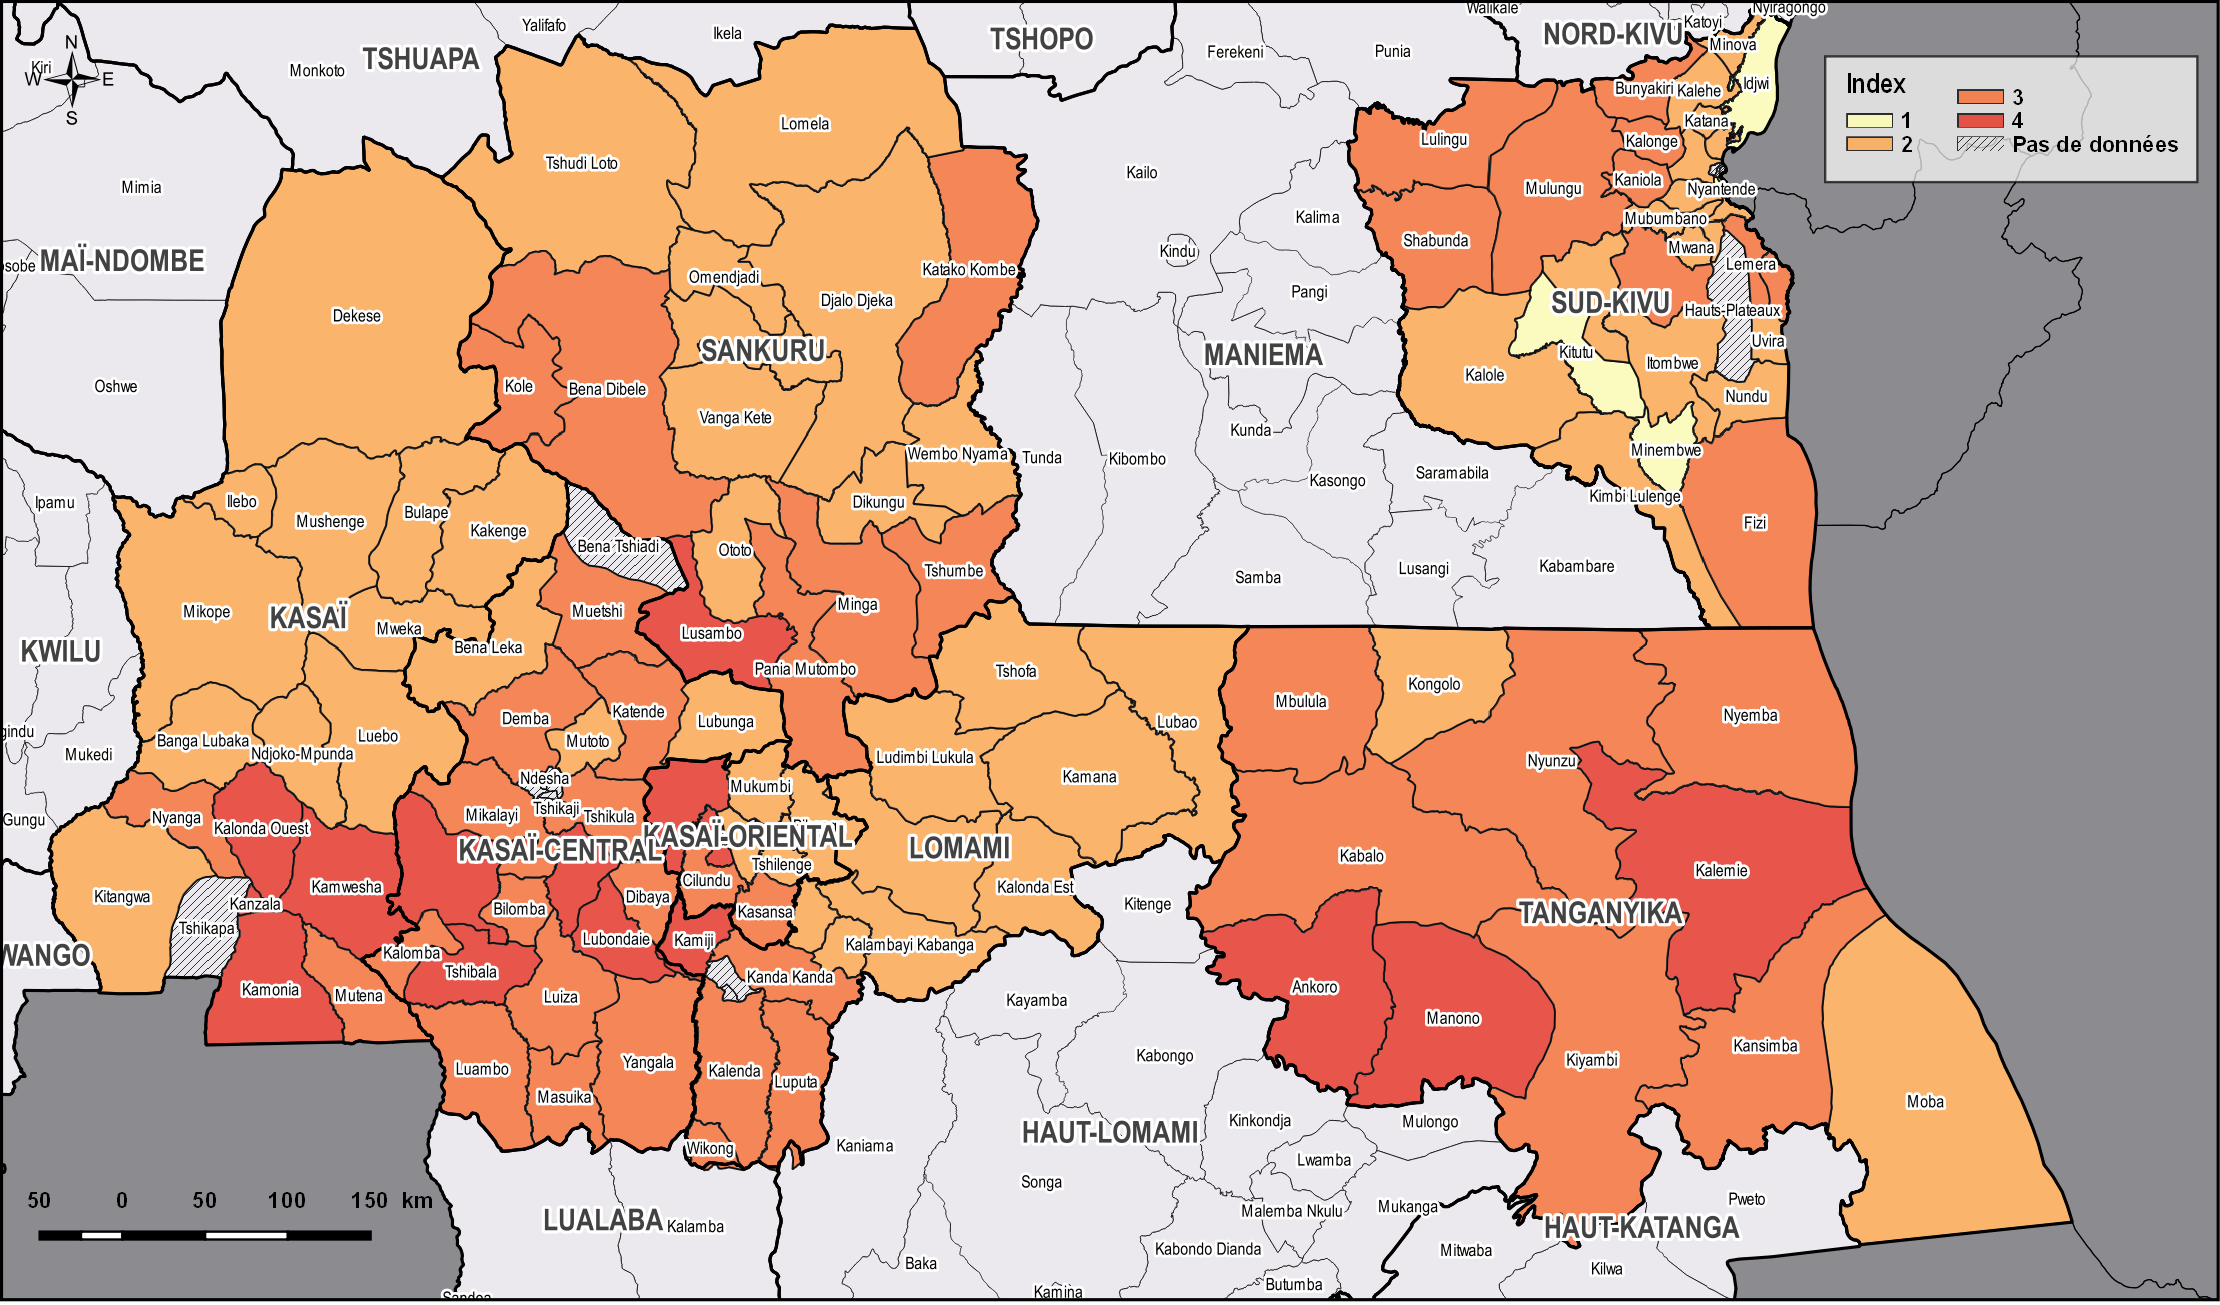 Yalifafo
Ikela
TSHOPO
Walikale
NORD-KIVU
Katoyi
Nyiragongo
N
W
E
S
Kiri
Monkoto
TSHUAPA
Ferekeni
Punia
Minova
Index
1
2
3
4
Pas de données
Bunyakiri
Kalehe
Idjwi
Katana
Lomela
Lulingu
Kalonge
Tshudi Loto
Kailo
Mimia
Mulungu
Kaniola
Nyantende
Kalima
Mubumbano
Shabunda
Mwana
Kindu
MAÏ-NDOMBE
Lemera
Omendjadi
Katako Kombe
Djalo Djeka
Pangi
SUD-KIVU
Hauts-Plateaux
Dekese
SANKURU
MANIEMA
Kitutu
Uvira
Itombwe
Oshwe
Kole
Bena Dibele
Kalole
Nundu
Vanga Kete
Kunda
Wembo Nyama
Tunda
Kibombo
Minembwe
Saramabila
Kasongo
Ipamu
Ilebo
Mushenge
Bulape
Kakenge
Dikungu
Kimbi Lulenge
Fizi
Bena Tshiadi
Ototo
Tshumbe
Samba
Lusangi
Kabambare
Mikope
KASAÏ
Mweka
Muetshi
Minga
Lusambo
KWILU
Bena Leka
Pania Mutombo
Tshofa
Mbulula
Kongolo
Demba
Katende
Lubunga
Lubao
Nyemba
Mukedi
Banga Lubaka
Ndjoko-Mpunda
Luebo
Mutoto
Ludimbi Lukula
Kamana
Nyunzu
Ndesha
Mukumbi
Gungu
Nyanga
Kalonda Ouest
Mikalayi
Tshikaji
Tshikula
KASAÏ-CENTRAL
KASAÏ-ORIENTAL
LOMAMI
Kabalo
Tshilenge
Kalemie
Kitangwa
Kamwesha
Cilundu
Kalonda Est
Kanzala
Bilomba
Dibaya
Kasansa
Kitenge
TANGANYIKA
Tshikapa
Lubondaie
Kamiji
Kalambayi Kabanga
WANGO
Kalomba
Tshibala
Kanda Kanda
Kamonia
Mutena
Luiza
Kayamba
Ankoro
Manono
Kansimba
Kabongo
Kiyambi
Luambo
Yangala
Kalenda
Luputa
Masuika
Moba
Kinkondja
Mulongo
HAUT-LOMAMI
Wikong
Kaniama
Lwamba
Songa
50 0 50 100 150 km
Malemba Nkulu
Mukanga
Pweto
LUALABA
Kalamba
HAUT-KATANGA
Kabondo Dianda
Mitwaba
Baka
Kilwa
Butumba
Kamina
Sandoa